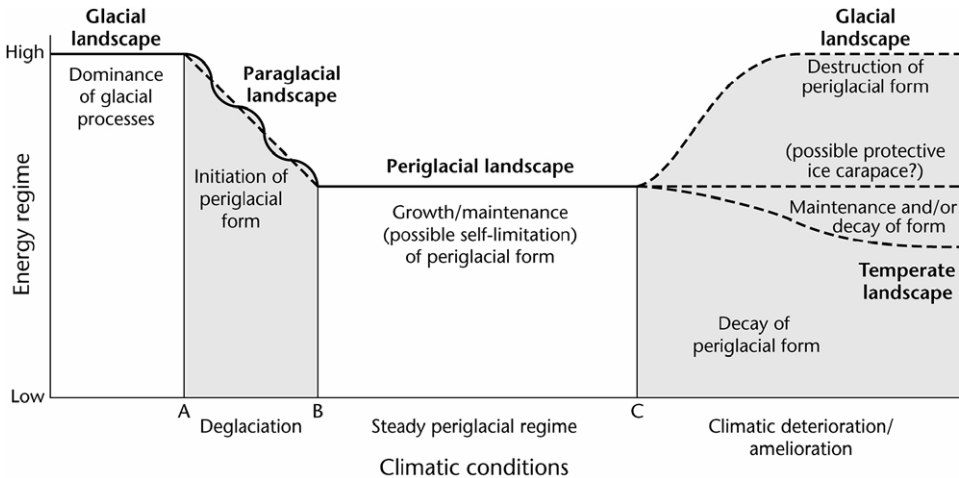 Glacial
landscape
High
Dominance
of glacial
processes
Paraglacial
landscape
Initiation of
periglacial
form
Periglacial landscape
Growth/maintenance
(possible self-limitation)
of periglacial form
Glacial
landscape
Destruction of
periglacial form
(possible protective
ice carapace?)
Maintenance and/or
decay of form
Temperate
landscape
Decay of
periglacial form
Energy regime
Low
A
B
C
Deglaciation
Steady periglacial regime
Climatic deterioration/
amelioration
Climatic conditions